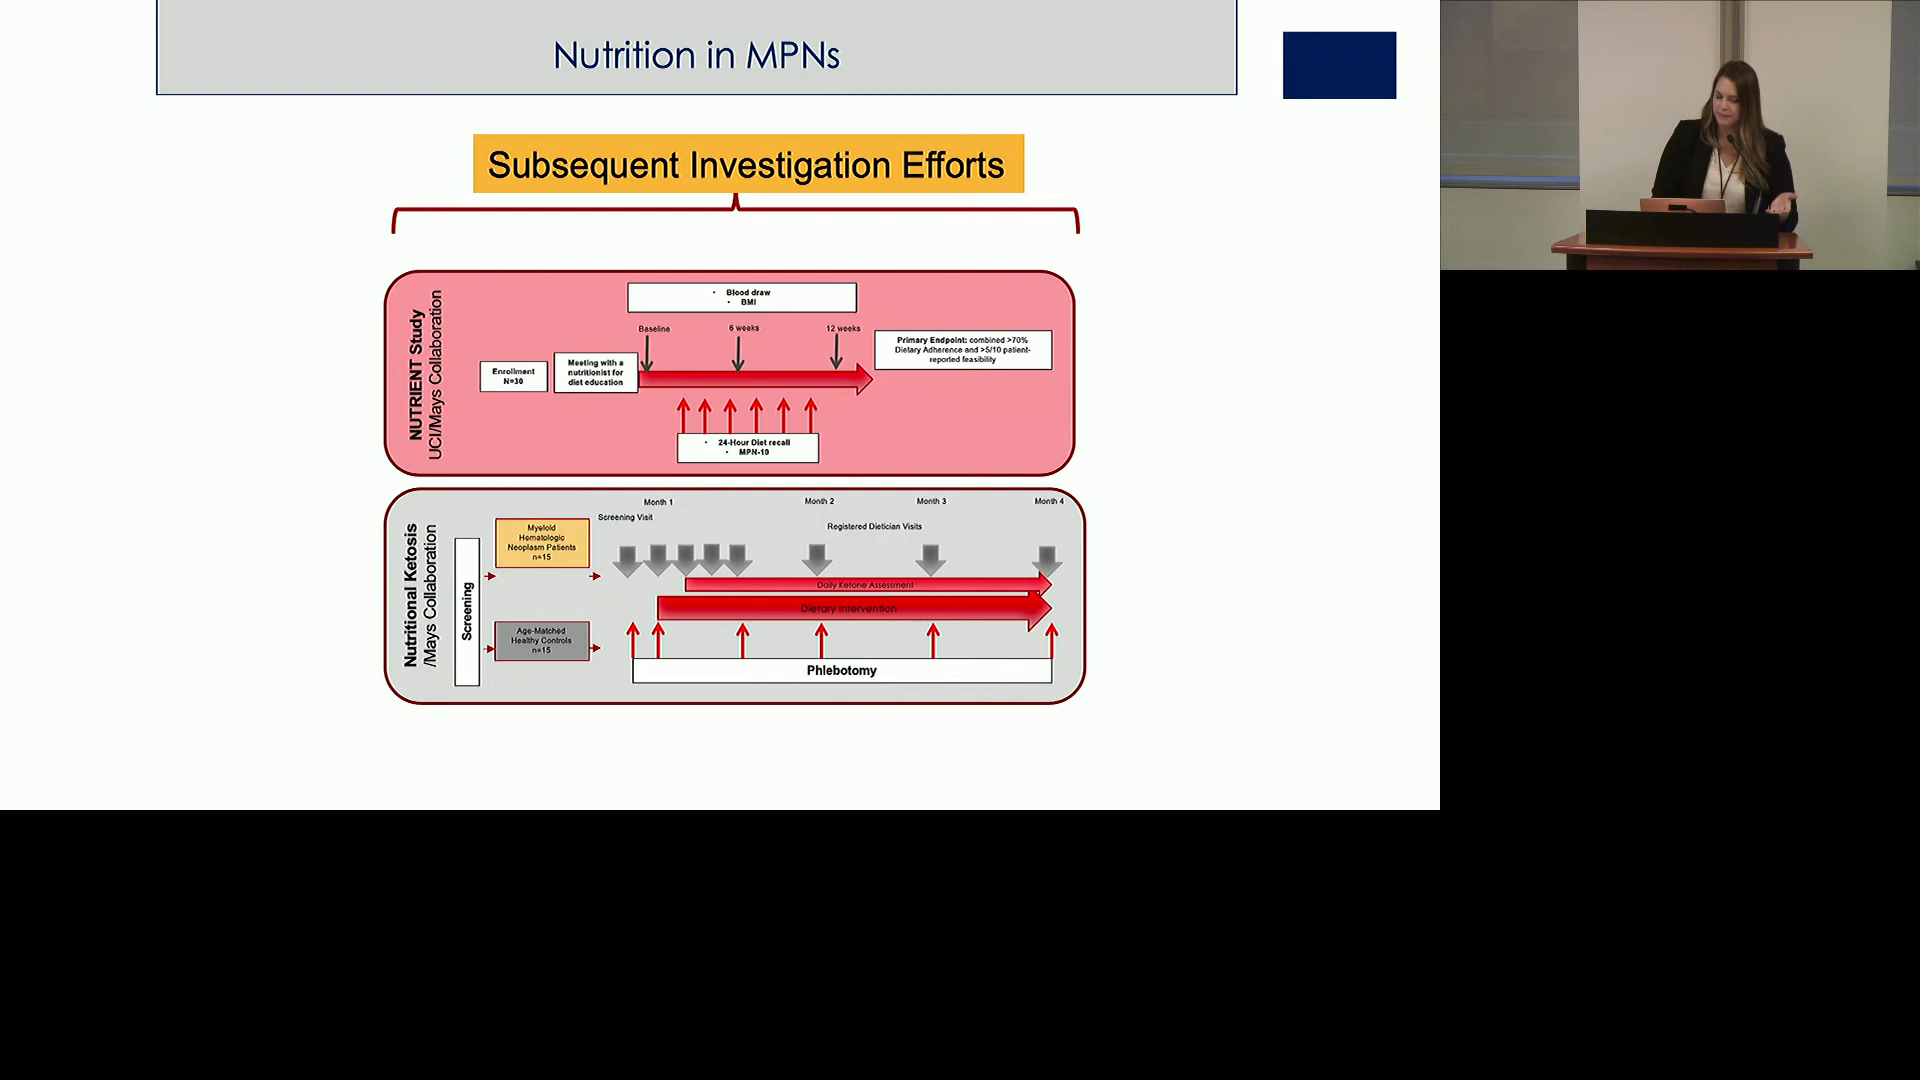 Nutrition in MPNs
Subsequent Investigation Efforts
NUTRIENT Study
UCI/Mays Collaboration
• Blood draw
• BMI
Baseline
6 weeks
12 weeks
Enrollment
N=30
Meeting with a
nutritionist for
diet education
Primary Endpoint: combined >70%
Dietary Adherence and >5/10 patient-
reported feasibility
• 24-Hour Diet recall
• MPN-10
Nutritional Ketosis
/Mays Collaboration
Screening
Myeloid
Hematologic
Neoplasm Patients
n=15
Age-Matched
Healthy Controls
n=15
Month 1
Month 2
Month 3
Month 4
Screening Visit
Registered Dietician Visits
Daily Ketone Assessment
Dietary Intervention
Phlebotomy